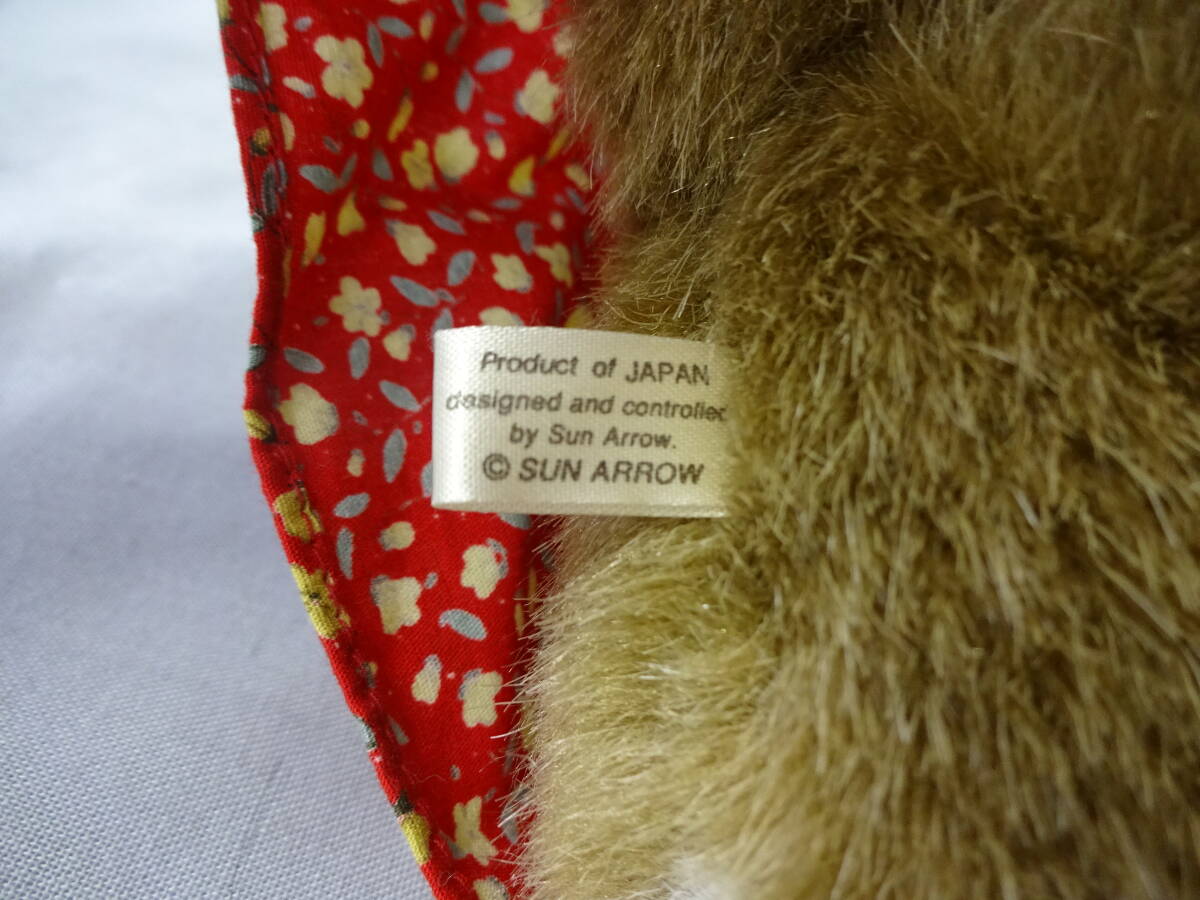 Product of JAPAN
designed and controlled
by Sun Arrow.
© SUN ARROW